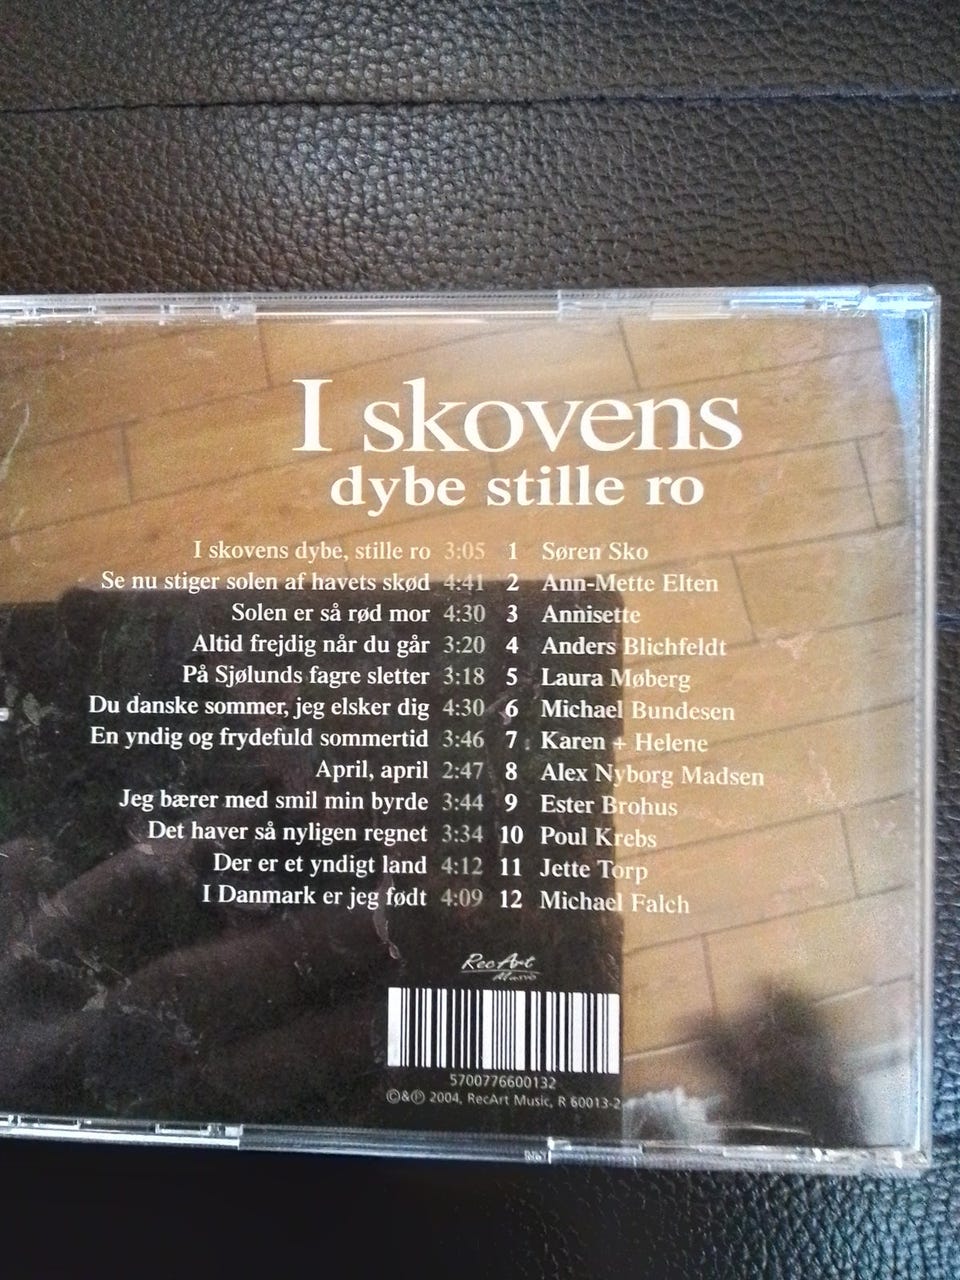 I skovens
dybe stille ro
I skovens dybe, stille ro 3:05 1 Søren Sko
Se nu stiger solen af havets skød 4:41 2 Ann-Mette Elten
Solen er så rød mor 4:30 3 Annisette
Altid frejdig når du går 3:20 4 Anders Blichfeldt
På Sjølunds fagre sletter 3:18 5 Laura Møberg
Du danske sommer, jeg elsker dig 4:30 6 Michael Bundesen
En yndig og frydefuld sommertid 3:46 7 Karen + Helene
April, april 2:47 8 Alex Nyborg Madsen
Jeg bærer med smil min byrde 3:44 9 Ester Brohus
Det haver så nyligen regnet 3:34 10 Poul Krebs
Der er et yndigt land 4:12 11 Jette Torp
I Danmark er jeg født 4:09 12 Michael Falch
RecArt
Music
5700776600132
©&℗ 2004, RecArt Music, R 60013-2